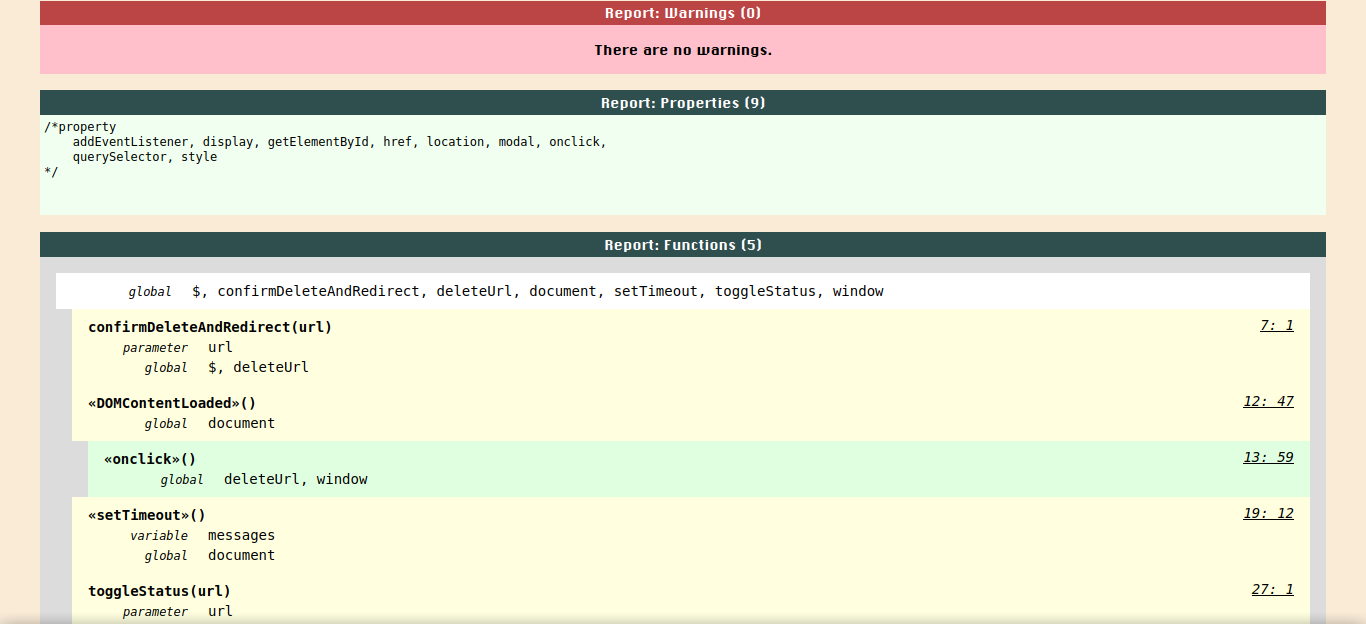 Report: Warnings (0)
There are no warnings.
Report: Properties (9)
/*property
addEventListener, display, getElementById, href, location, modal, onclick,
querySelector, style
*/
Report: Functions (5)
global $, confirmDeleteAndRedirect, deleteUrl, document, setTimeout, toggleStatus, window
confirmDeleteAndRedirect(url) 7: 1
parameter url
global $, deleteUrl
«DOMContentLoaded»() 12: 47
global document
«onclick»() 13: 59
global deleteUrl, window
«setTimeout»() 19: 12
variable messages
global document
toggleStatus(url) 27: 1
parameter url